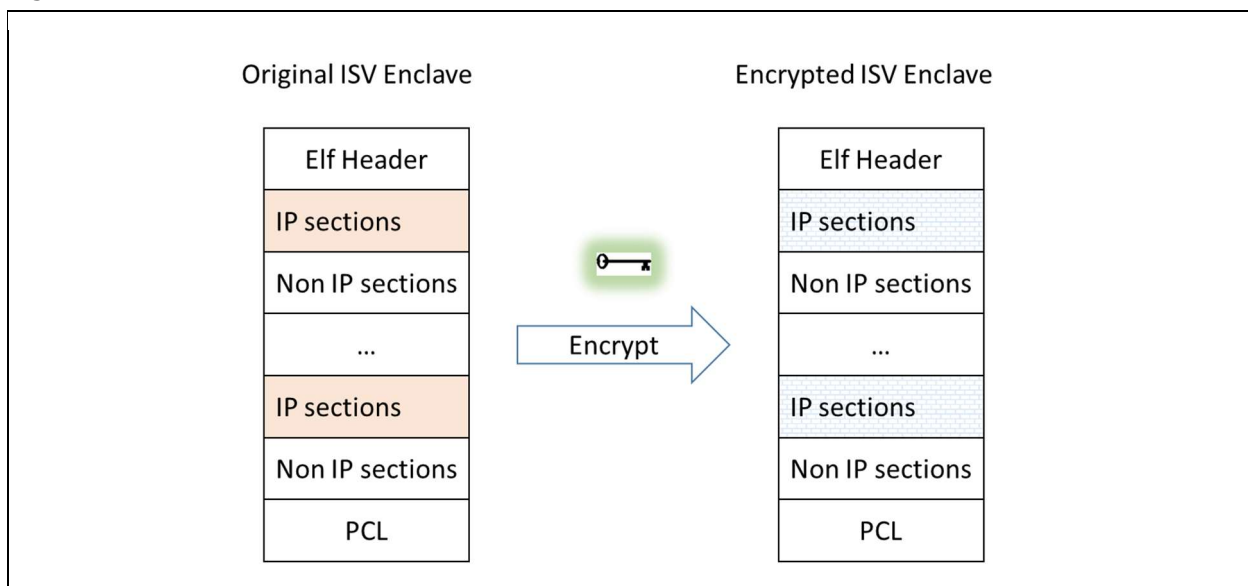 Original ISV Enclave
Elf Header
IP sections
Non IP sections
...
IP sections
Non IP sections
PCL
Encrypt
Encrypted ISV Enclave
Elf Header
IP sections
Non IP sections
...
IP sections
Non IP sections
PCL